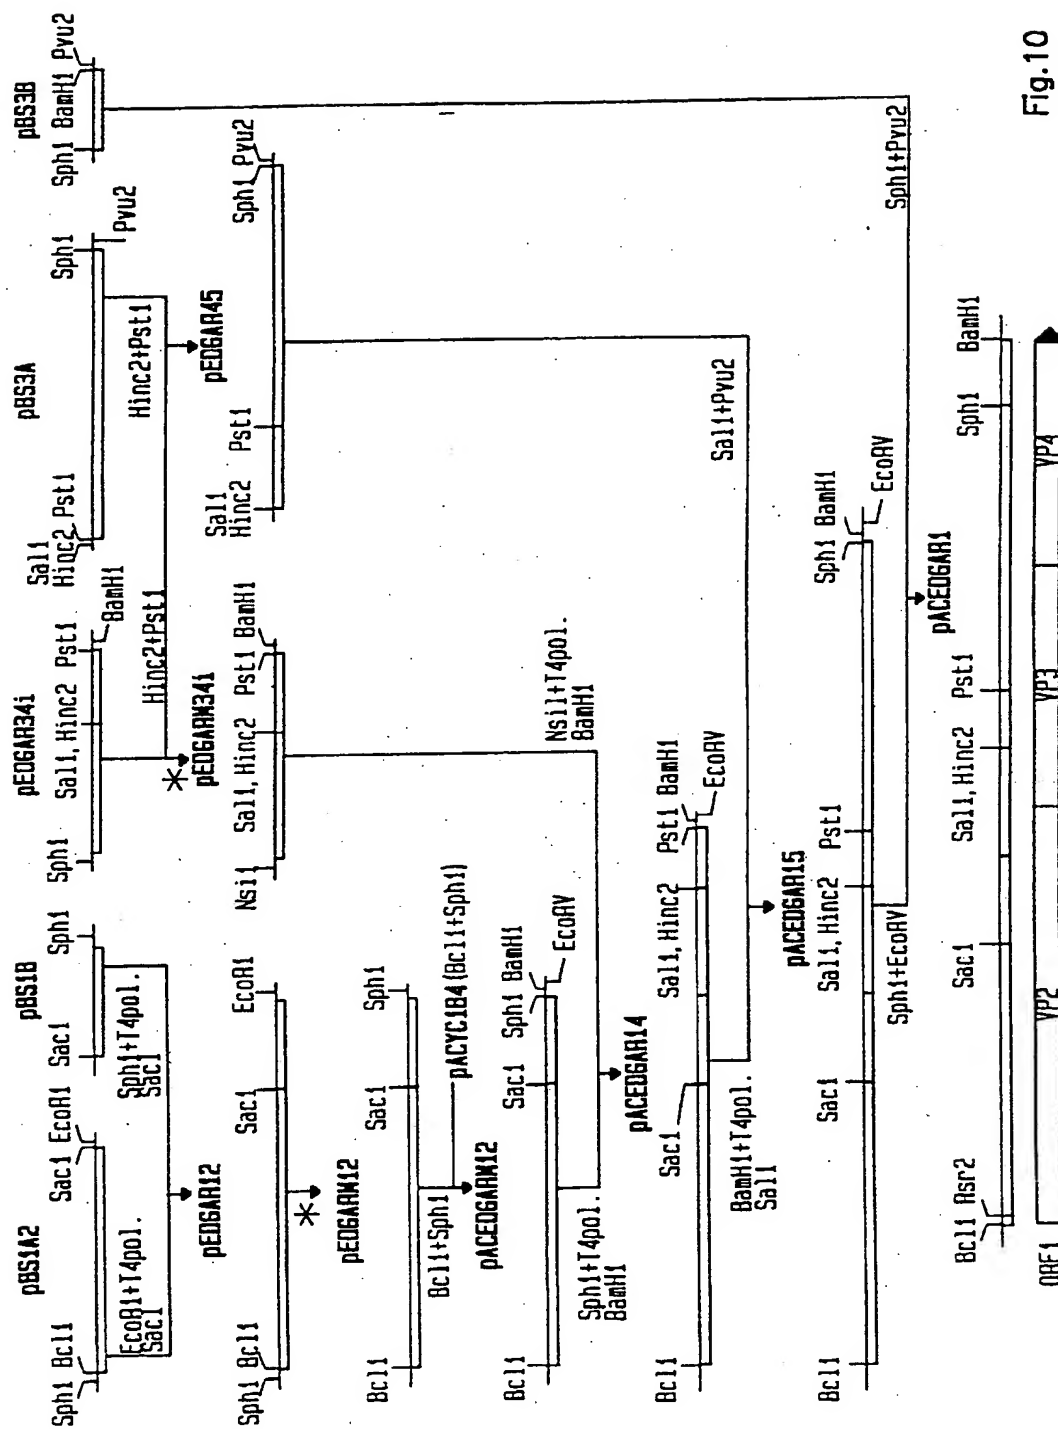 pBS1A2
pBS1B
pEDGAR34i
pBS3A
pBS3B
Sph1 Bcl1
Sac1 EcoR1
Sac1
Sph1
Sph1
Sal1, Hinc2 Pst1
BamH1
Sal1
Hinc2 Pst1
Sph1
Pvu2
Sph1 BamH1 Pvu2
EcoR1+T4pol.
Sac1
Sph1+T4pol.
Sac1
Hinc2+Pst1
Hinc2+Pst1
pEDGAR12
*
pEDGARM34i
pEDGAR45
Sph1 Bcl1
Sac1
EcoR1
Nsi1
Sal1, Hinc2
Pst1 BamH1
Sal1
Hinc2
Pst1
Sph1 Pvu2
*
pEDGARM12
Bcl1
Sac1
Sph1
Bcl1+Sph1
pACYC184(Bcl1+Sph1)
pACEDGARM12
Bcl1
Sac1
Sph1 BamH1
EcoRV
Sph1+T4pol.
BamH1
Nsi1+T4pol.
BamH1
pACEDGAR14
Bcl1
Sac1
Sal1, Hinc2
Pst1 BamH1
EcoRV
BamH1+T4pol.
Sal1
Sal1+Pvu2
pACEDGAR15
Bcl1
Sac1
Sal1, Hinc2
Pst1
Sph1 BamH1
EcoRV
Sph1+EcoRV
Sph1+Pvu2
pACEDGAR1
Bcl1 Rsr2
Sac1
Sal1, Hinc2
Pst1
Sph1
BamH1
ORF1
VP2
VP3
VP4
Fig.10